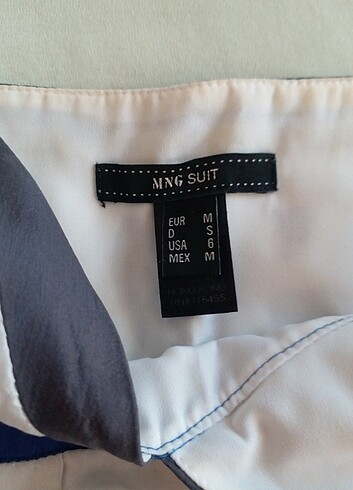 MNG SUIT
EUR M
D S
USA 6
MEX M